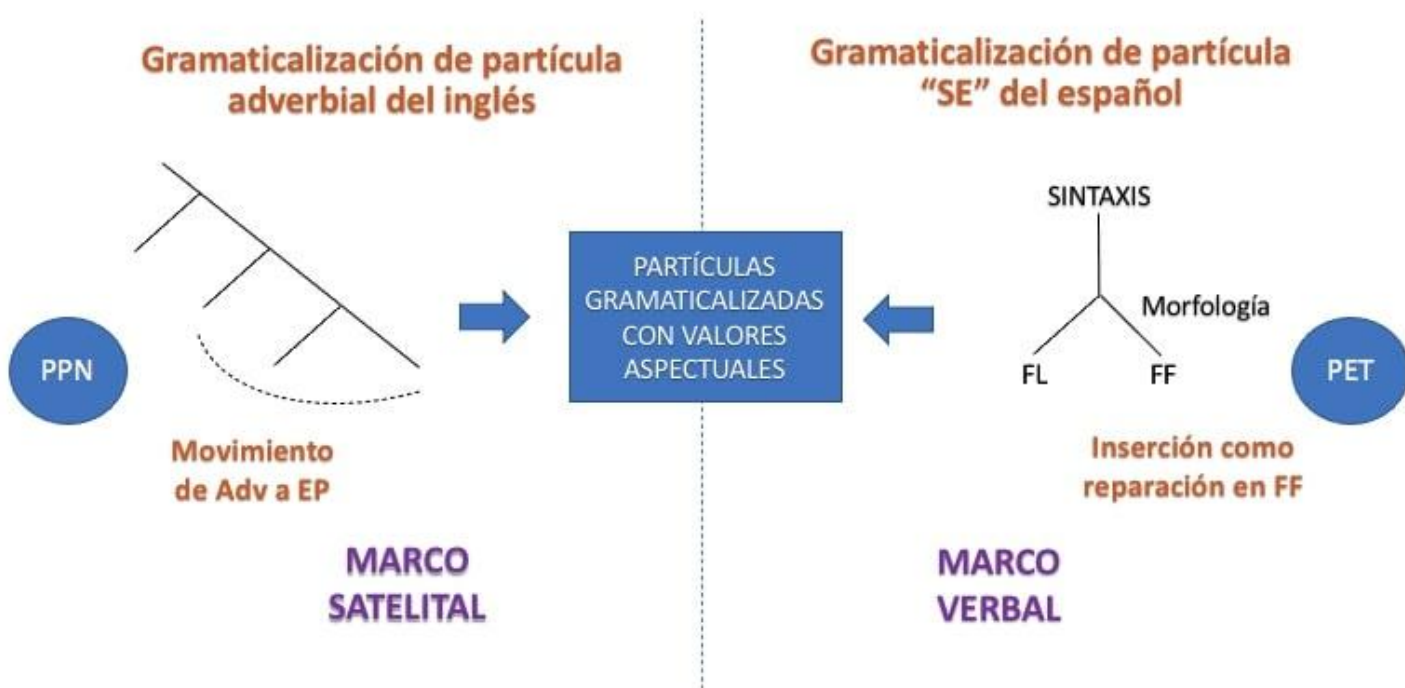 Gramaticalización de partícula
adverbial del inglés
PPN
Movimiento
de Adv a EP
MARCO
SATELITAL
PARTÍCULAS
GRAMATICALIZADAS
CON VALORES
ASPECTUALES
Gramaticalización de partícula
“SE” del español
SINTAXIS
Morfología
FL
FF
PET
Inserción como
reparación en FF
MARCO
VERBAL